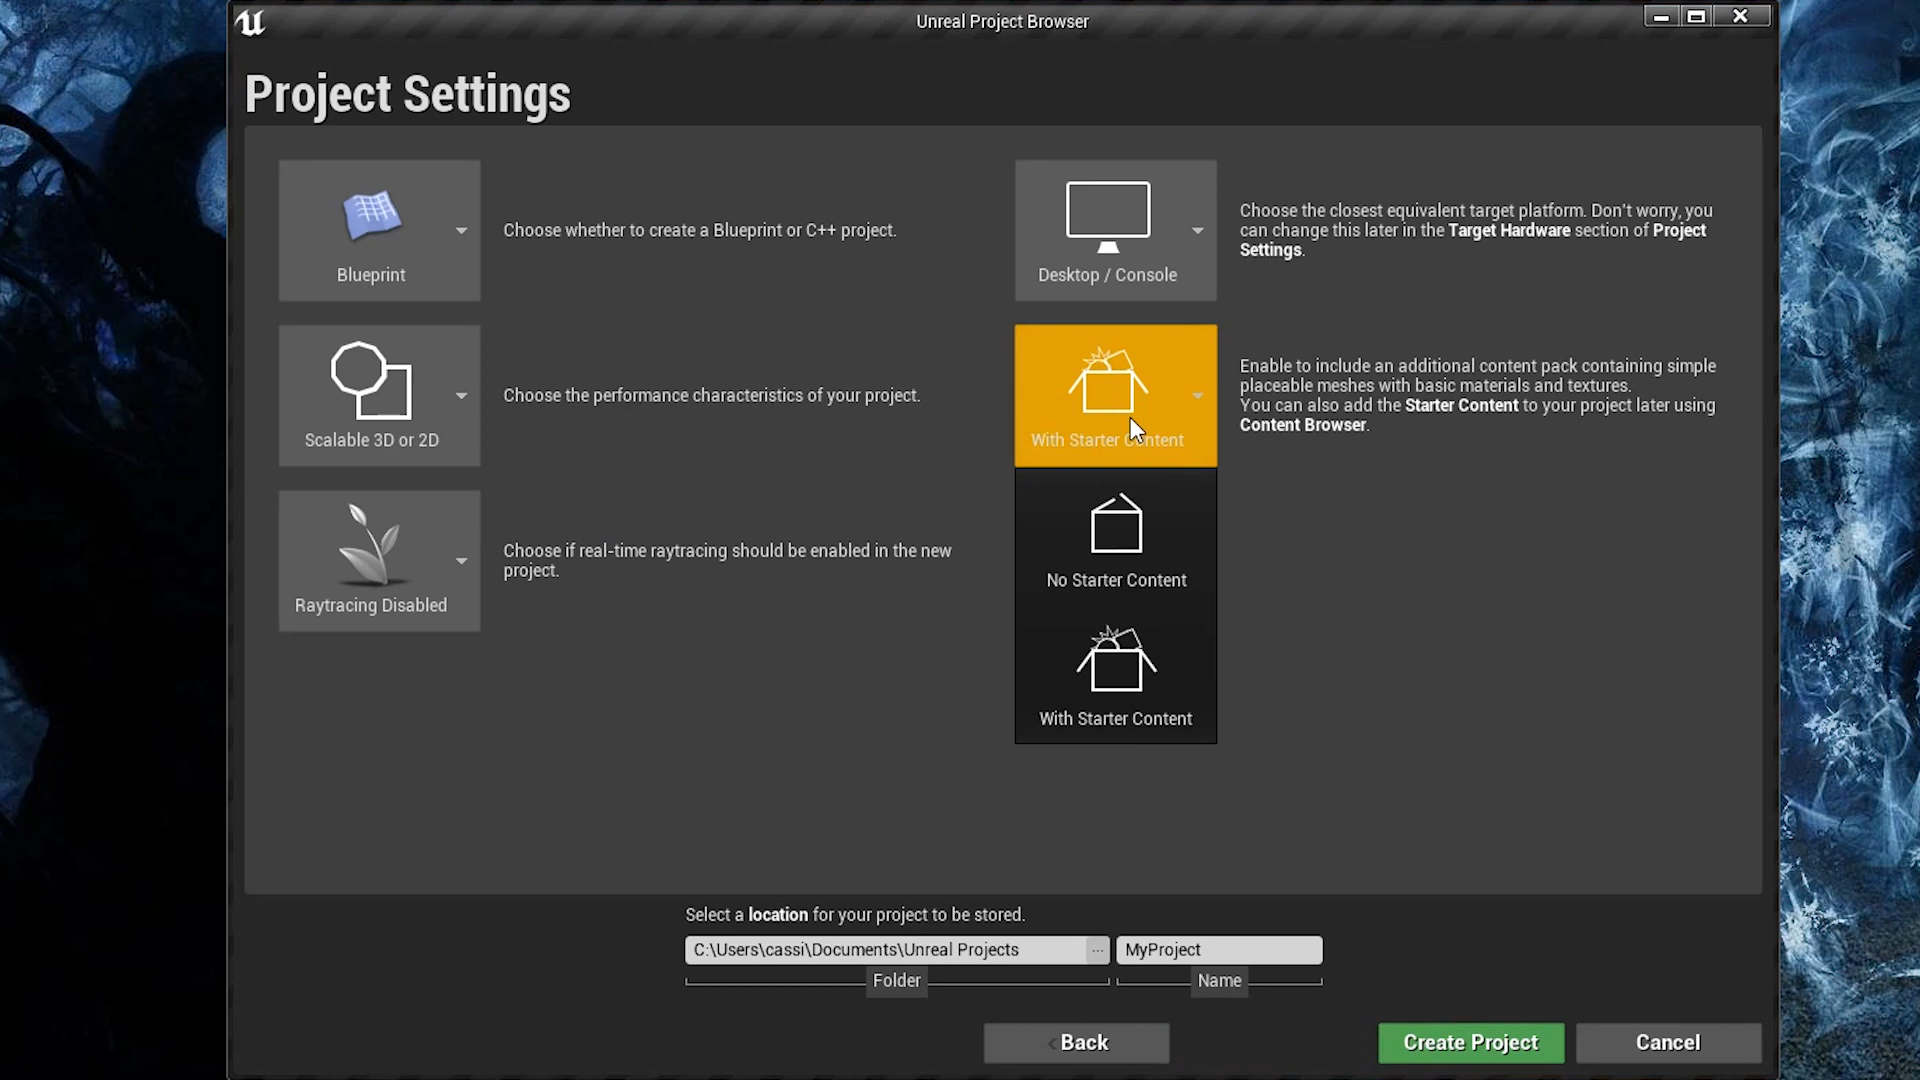 Unreal Project Browser
Project Settings
Blueprint
Choose whether to create a Blueprint or C++ project.
Desktop / Console
Choose the closest equivalent target platform. Don't worry, you
can change this later in the Target Hardware section of Project
Settings.
Scalable 3D or 2D
Choose the performance characteristics of your project.
With Starter Content
Enable to include an additional content pack containing simple
placeable meshes with basic materials and textures.
You can also add the Starter Content to your project later using
Content Browser.
Raytracing Disabled
Choose if real-time raytracing should be enabled in the new
project.
No Starter Content
With Starter Content
Select a location for your project to be stored.
C:\Users\cassi\Documents\Unreal Projects
...
MyProject
Folder
Name
Back
Create Project
Cancel